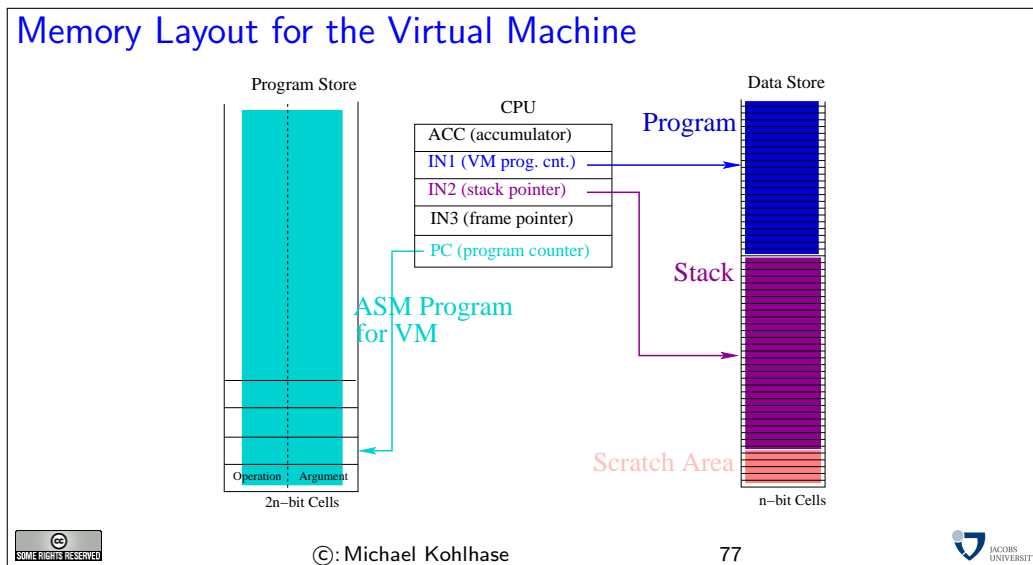 Memory Layout for the Virtual Machine
Program Store
CPU
Data Store
ACC (accumulator)
IN1 (VM prog. cnt.)
IN2 (stack pointer)
IN3 (frame pointer)
PC (program counter)
Program
Stack
ASM Program
for VM
Scratch Area
Operation Argument
2n−bit Cells
n−bit Cells
cc
SOME RIGHTS RESERVED
©: Michael Kohlhase
77
JACOBS
UNIVERSIT